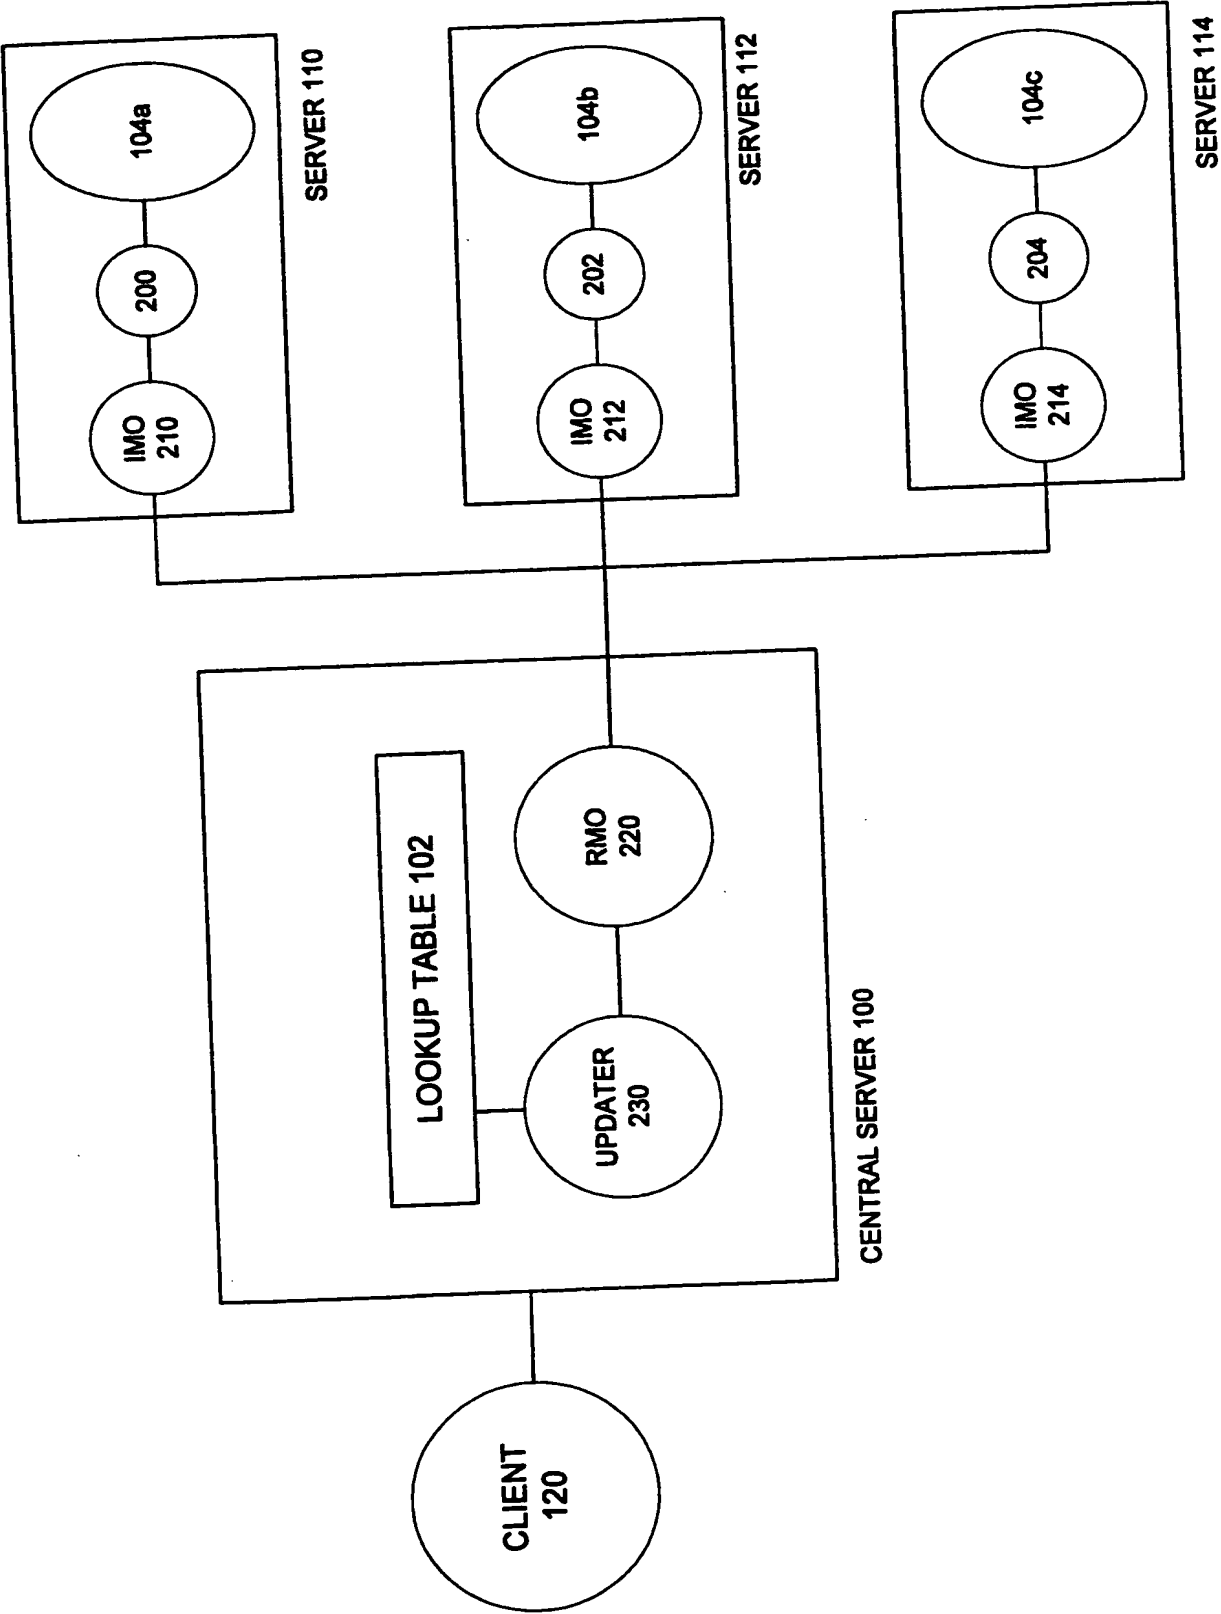 CLIENT
120
CENTRAL SERVER 100
LOOKUP TABLE 102
UPDATER
230
RMO
220
IMO
210
200
104a
SERVER 110
IMO
212
202
104b
SERVER 112
IMO
214
204
104c
SERVER 114